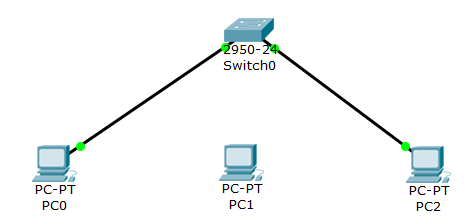 2950-24
Switch0
PC-PT
PC0
PC-PT
PC1
PC-PT
PC2